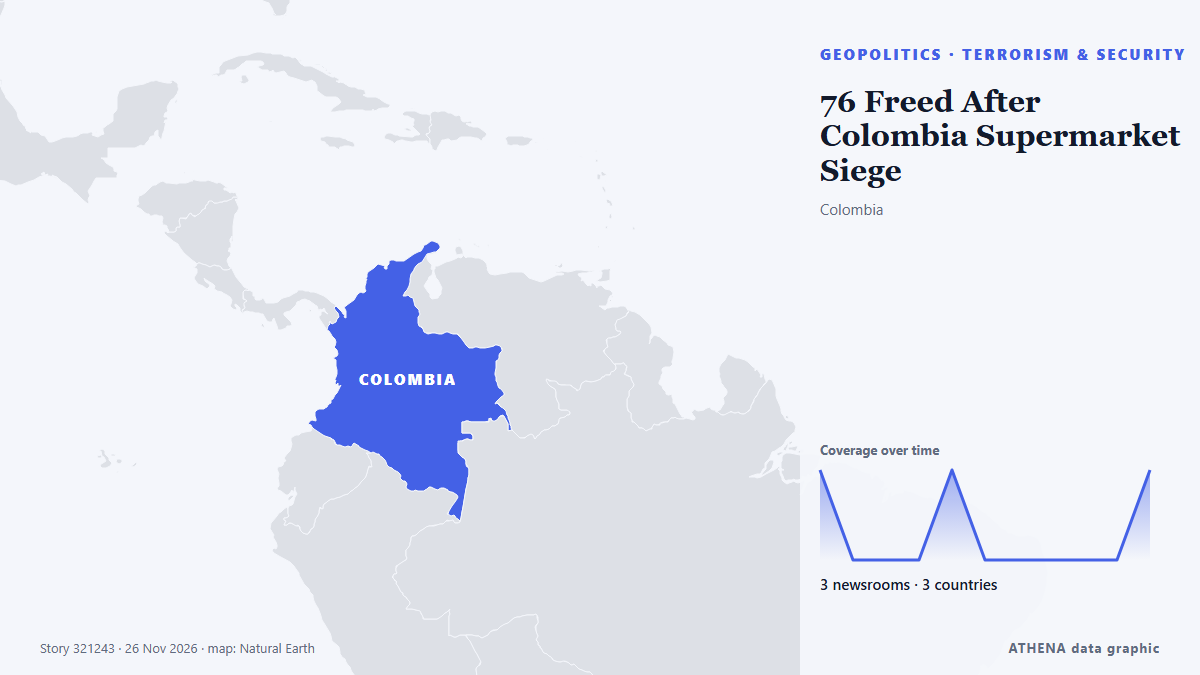 GEOPOLITICS · TERRORISM & SECURITY
76 Freed After
Colombia Supermarket
Siege
Colombia
COLOMBIA
Coverage over time
3 newsrooms · 3 countries
Story 321243 · 26 Nov 2026 · map: Natural Earth
ATHENA data graphic